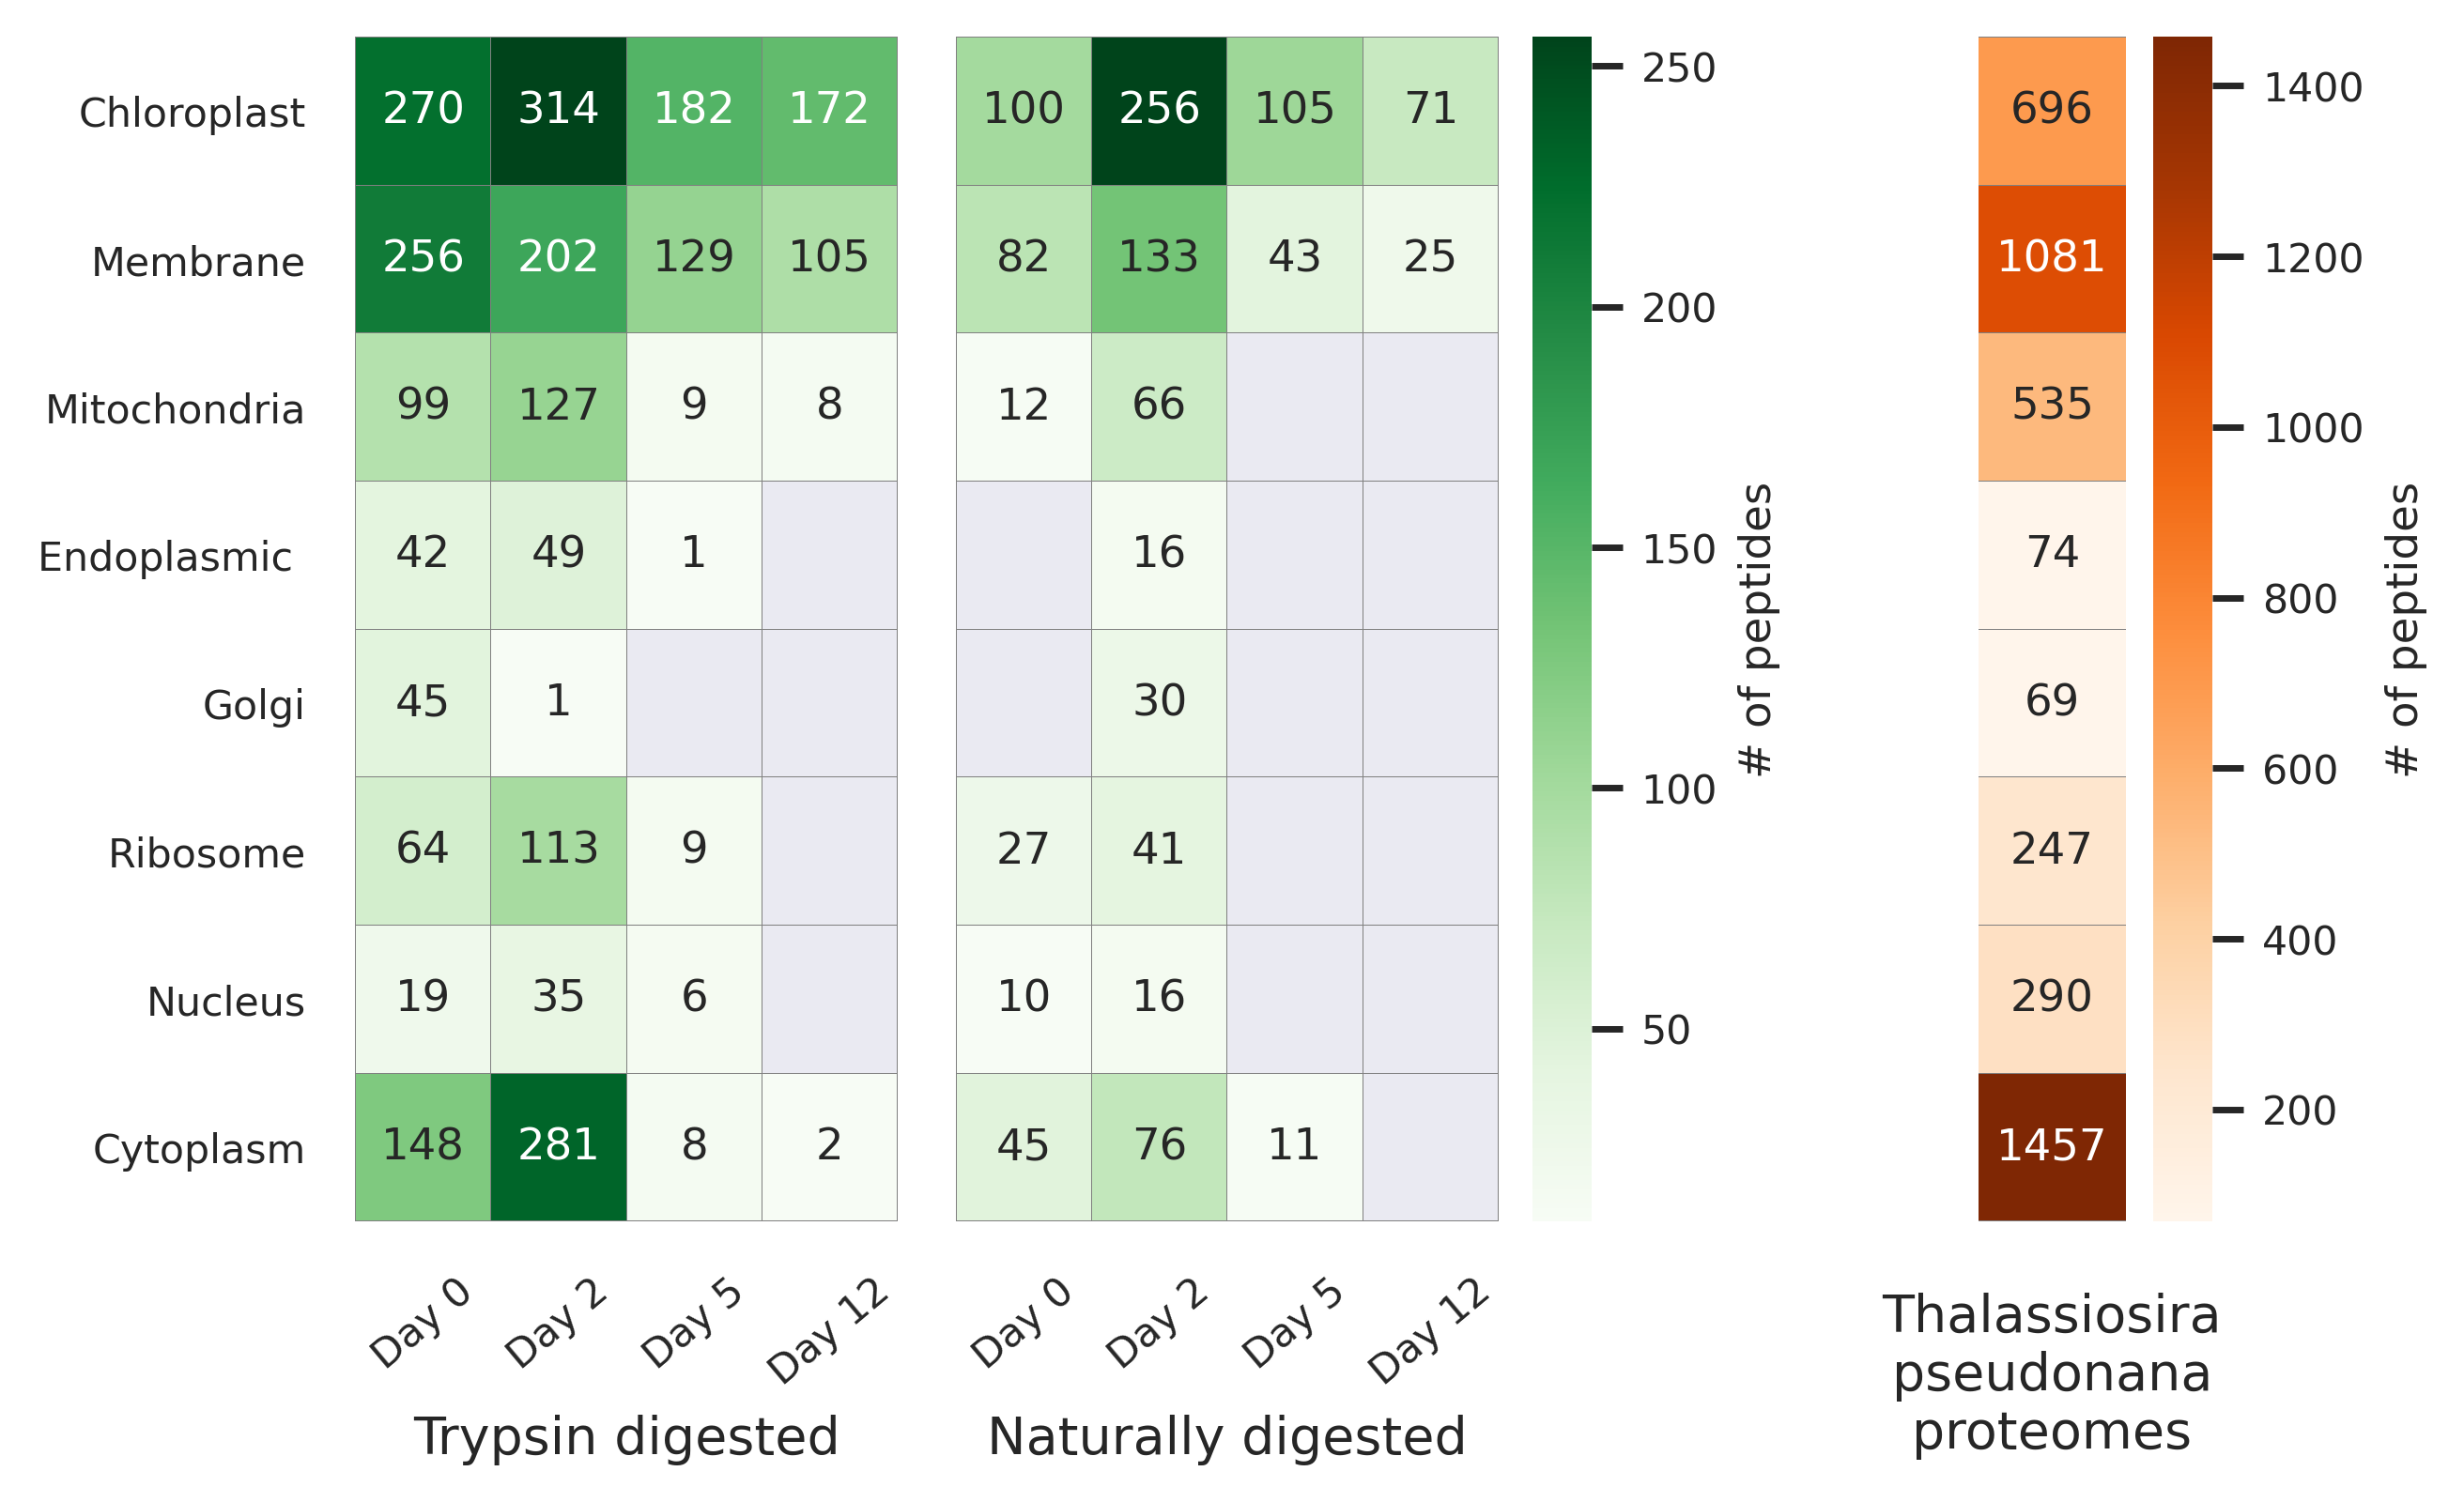 Chloroplast 270 314 182 172 100 256 105 71 696
Membrane 256 202 129 105 82 133 43 25 1081
Mitochondria 99 127 9 8 12 66 535
Endoplasmic 42 49 1 16 74
Golgi 45 1 30 69
Ribosome 64 113 9 27 41 247
Nucleus 19 35 6 10 16 290
Cytoplasm 148 281 8 2 45 76 11 1457
Day 0 Day 2 Day 5 Day 12 Day 0 Day 2 Day 5 Day 12
Trypsin digested
Naturally digested
250
200
150
100
50
# of peptides
Thalassiosira
pseudonana
proteomes
1400
1200
1000
800
600
400
200
# of peptides